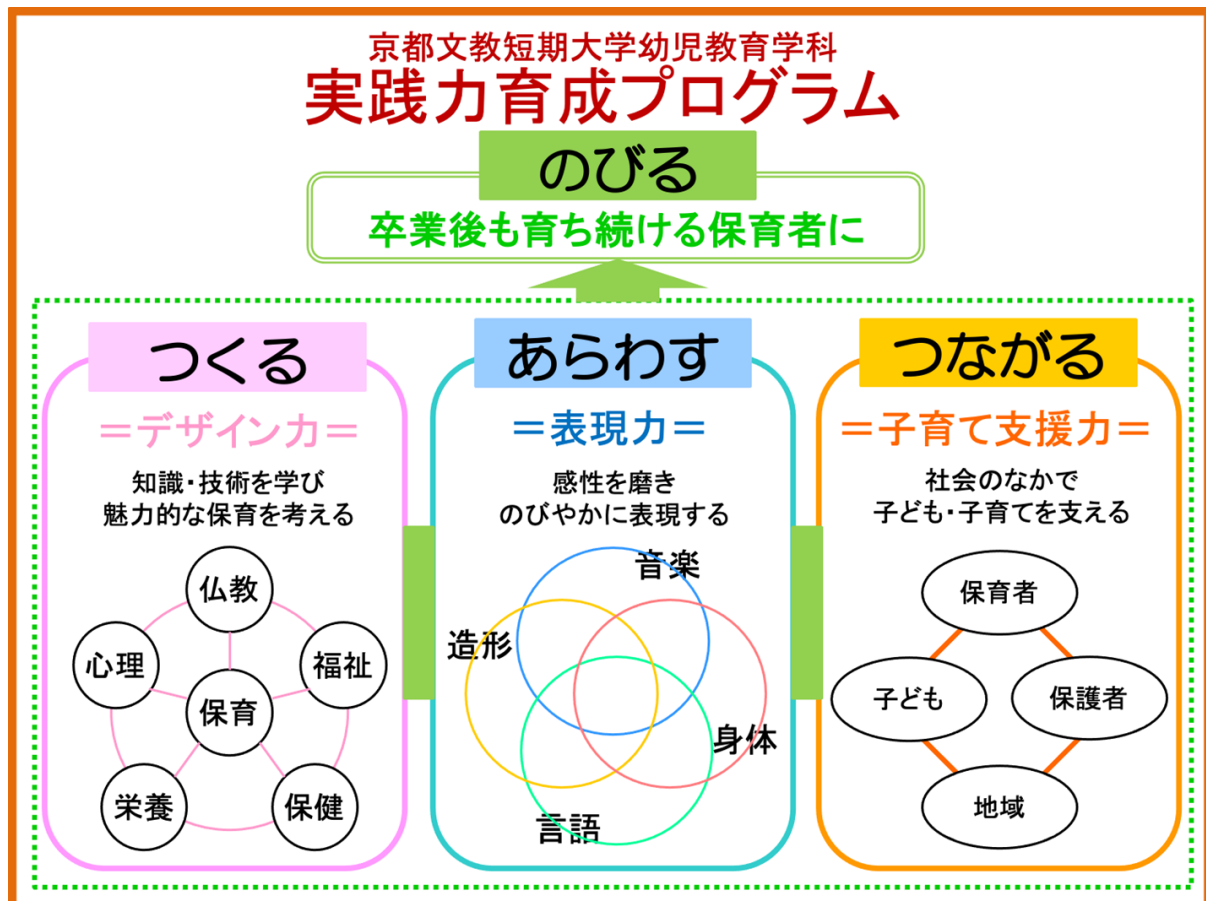 京都文教短期大学幼児教育学科
実践力育成プログラム
のびる
卒業後も育ち続ける保育者に
つくる
＝デザイン力＝
知識・技術を学び
魅力的な保育を考える
仏教
心理
福祉
保育
栄養
保健
あらわす
＝表現力＝
感性を磨き
のびやかに表現する
音楽
造形
身体
言語
つながる
＝子育て支援力＝
社会のなかで
子ども・子育てを支える
保育者
子ども
保護者
地域